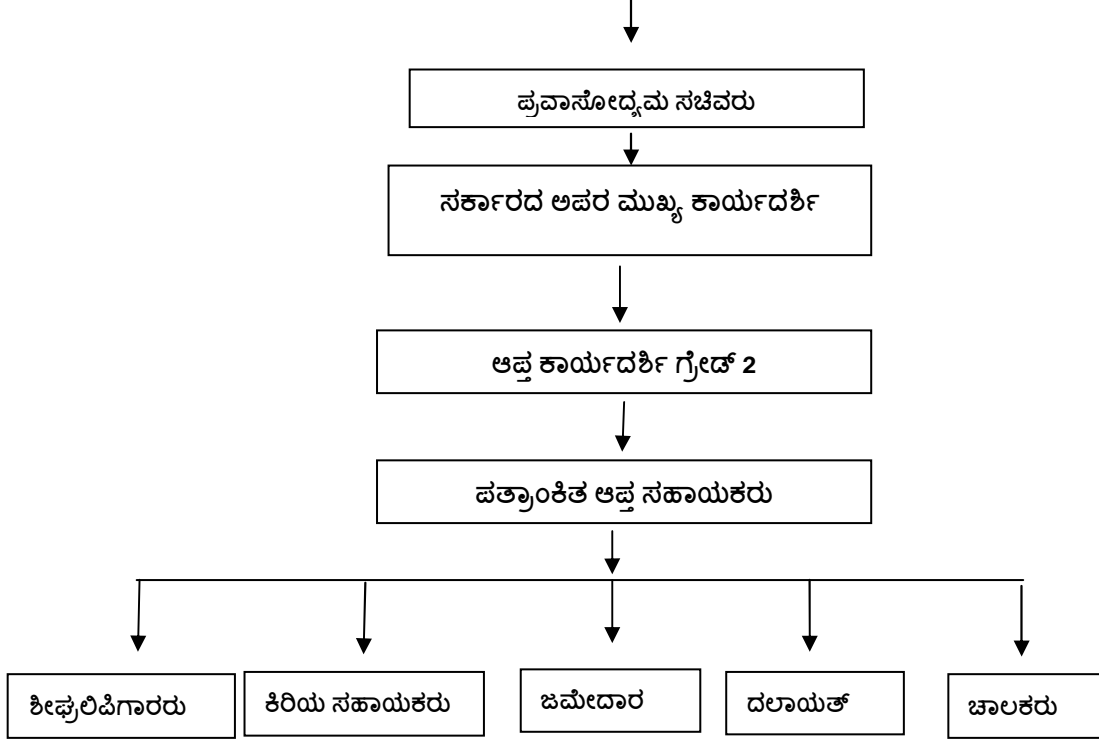 ಪ್ರವಾಸೋದ್ಯಮ ಸಚಿವರು
ಸರ್ಕಾರದ ಅಪರ ಮುಖ್ಯ ಕಾರ್ಯದರ್ಶಿ
ಆಪ್ತ ಕಾರ್ಯದರ್ಶಿ ಗ್ರೇಡ್ 2
ಪತ್ರಾಂಕಿತ ಆಪ್ತ ಸಹಾಯಕರು
ಶೀಘ್ರಲಿಪಿಗಾರರು
ಕಿರಿಯ ಸಹಾಯಕರು
ಜಮೇದಾರ
ದಲಾಯತ್
ಚಾಲಕರು